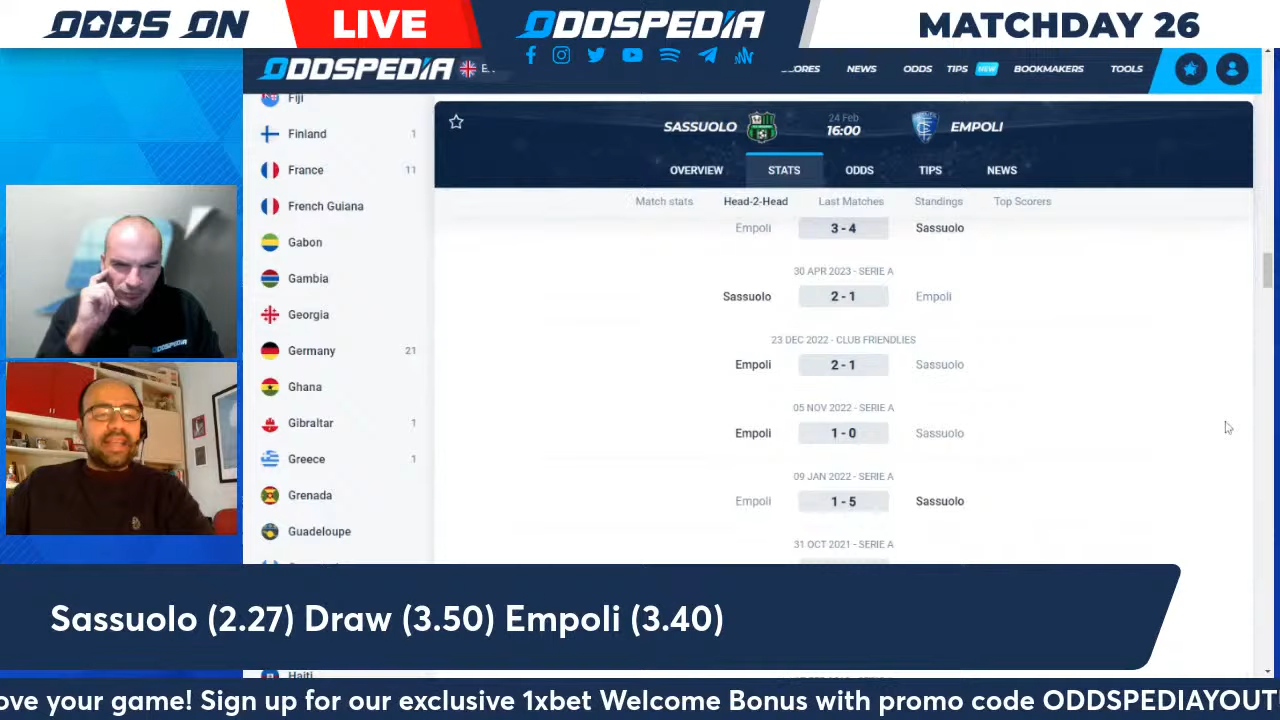 ODDS ON
LIVE
ODDSPEDIA
MATCHDAY 26
ODDSPEDIA
NEWS
ODDS
TIPS NEW
BOOKMAKERS
TOOLS
Fiji
Finland 1
France 11
French Guiana
Gabon
Gambia
Georgia
Germany 21
Ghana
Gibraltar 1
Greece 1
Grenada
Guadeloupe
Haiti
SASSUOLO
24 Feb
16:00
EMPOLI
OVERVIEW STATS ODDS TIPS NEWS
Match stats Head-2-Head Last Matches Standings Top Scorers
Empoli 3 - 4 Sassuolo
30 APR 2023 - SERIE A
Sassuolo 2 - 1 Empoli
23 DEC 2022 - CLUB FRIENDLIES
Empoli 2 - 1 Sassuolo
05 NOV 2022 - SERIE A
Empoli 1 - 0 Sassuolo
09 JAN 2022 - SERIE A
Empoli 1 - 5 Sassuolo
31 OCT 2021 - SERIE A
ODDSPEDIA
Sassuolo (2.27) Draw (3.50) Empoli (3.40)
ove your game! Sign up for our exclusive 1xbet Welcome Bonus with promo code ODDSPEDIAYOUT